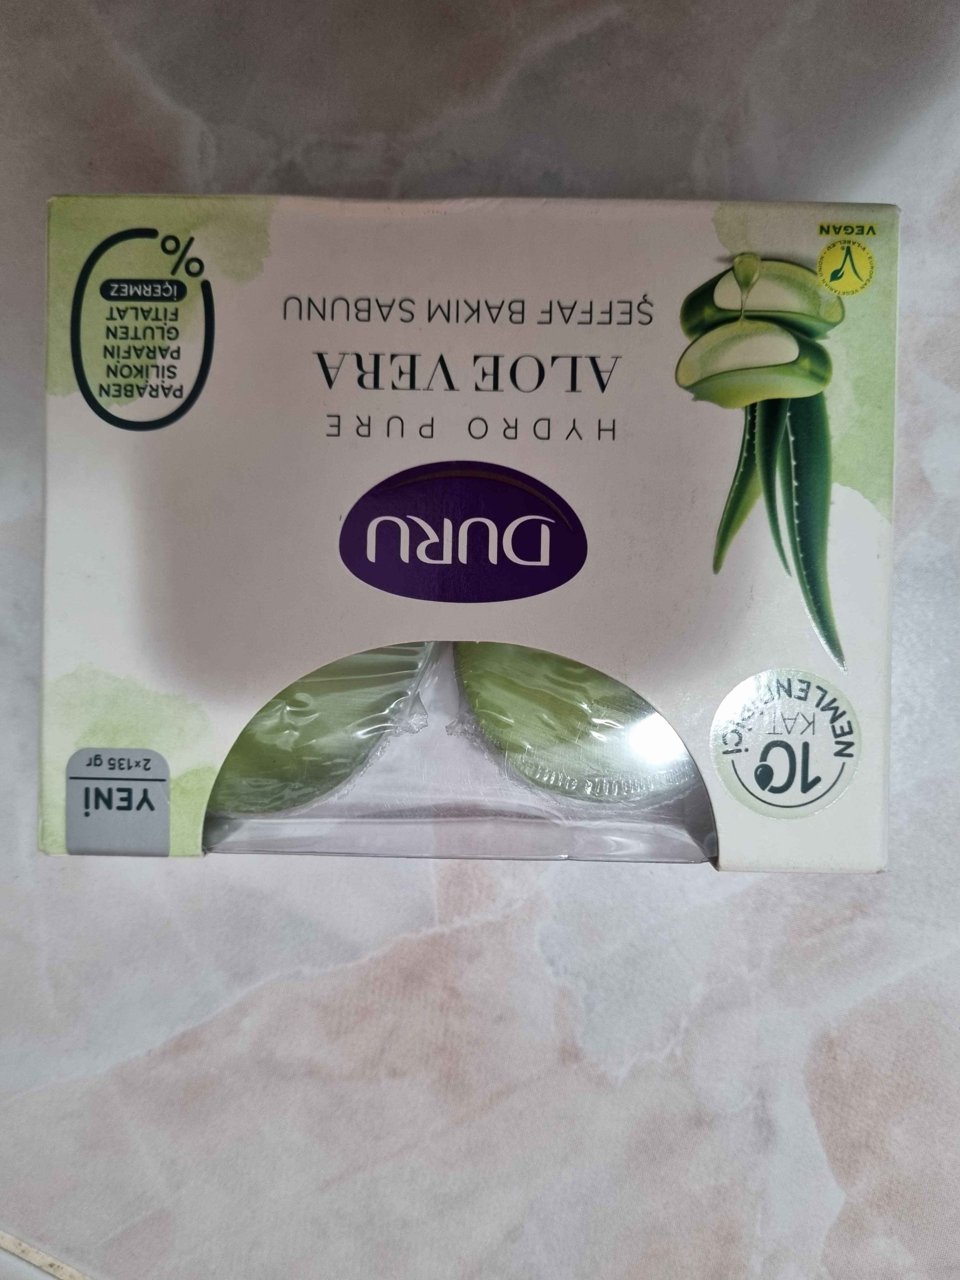 YENİ
2x135 gr
10
KAT
NEMLENDİRİCİ
DURU
HYDRO PURE
ALOE VERA
ŞEFFAF BAKIM SABUNU
PARABEN
SİLİKON
PARAFİN
GLUTEN
FİTALAT
İÇERMEZ
%0
VEGAN